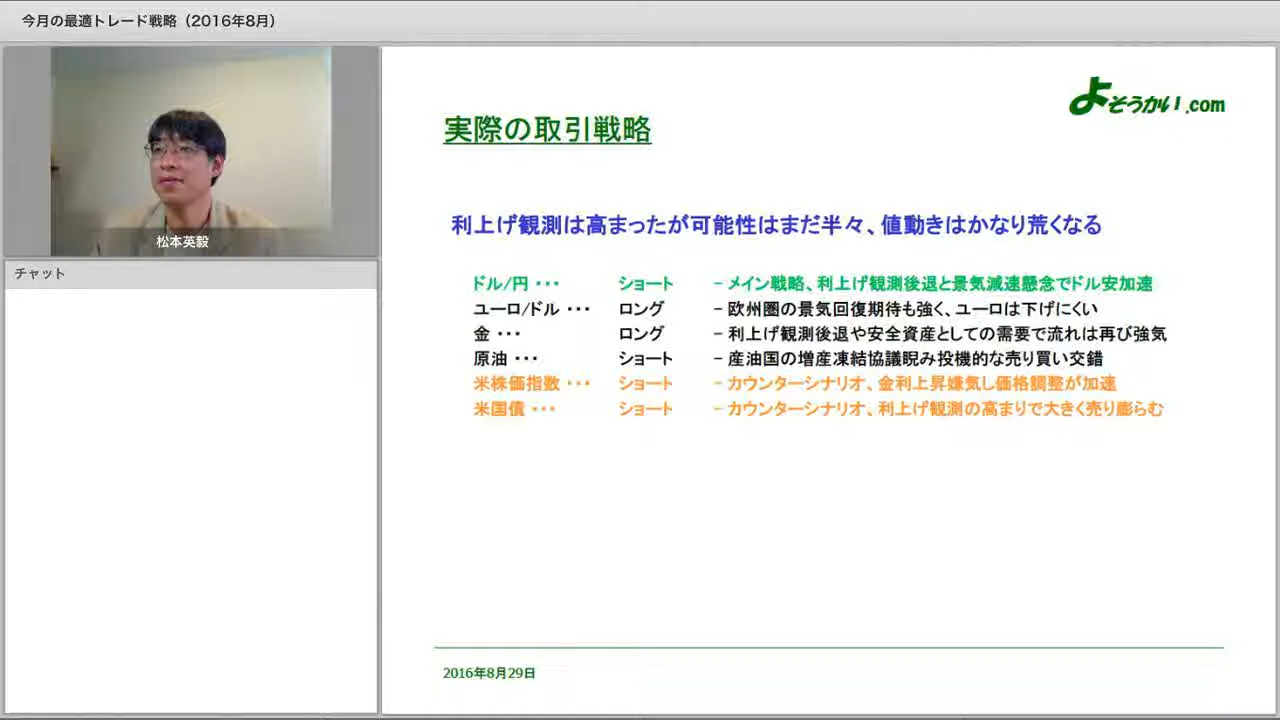 今月の最適トレード戦略（2016年8月）
松本英毅
チャット
よそうかい.com
実際の取引戦略
利上げ観測は高まったが可能性はまだ半々、値動きはかなり荒くなる
ドル/円 ･･･ ショート － メイン戦略、利上げ観測後退と景気減速懸念でドル安加速
ユーロ/ドル ･･･ ロング － 欧州圏の景気回復期待も強く、ユーロは下げにくい
金 ･･･ ロング － 利上げ観測後退や安全資産としての需要で流れは再び強気
原油 ･･･ ショート － 産油国の増産凍結協議睨み投機的な売り買い交錯
米株価指数 ･･･ ショート － カウンターシナリオ、金利上昇嫌気し価格調整が加速
米国債 ･･･ ショート － カウンターシナリオ、利上げ観測の高まりで大きく売り膨らむ
2016年8月29日